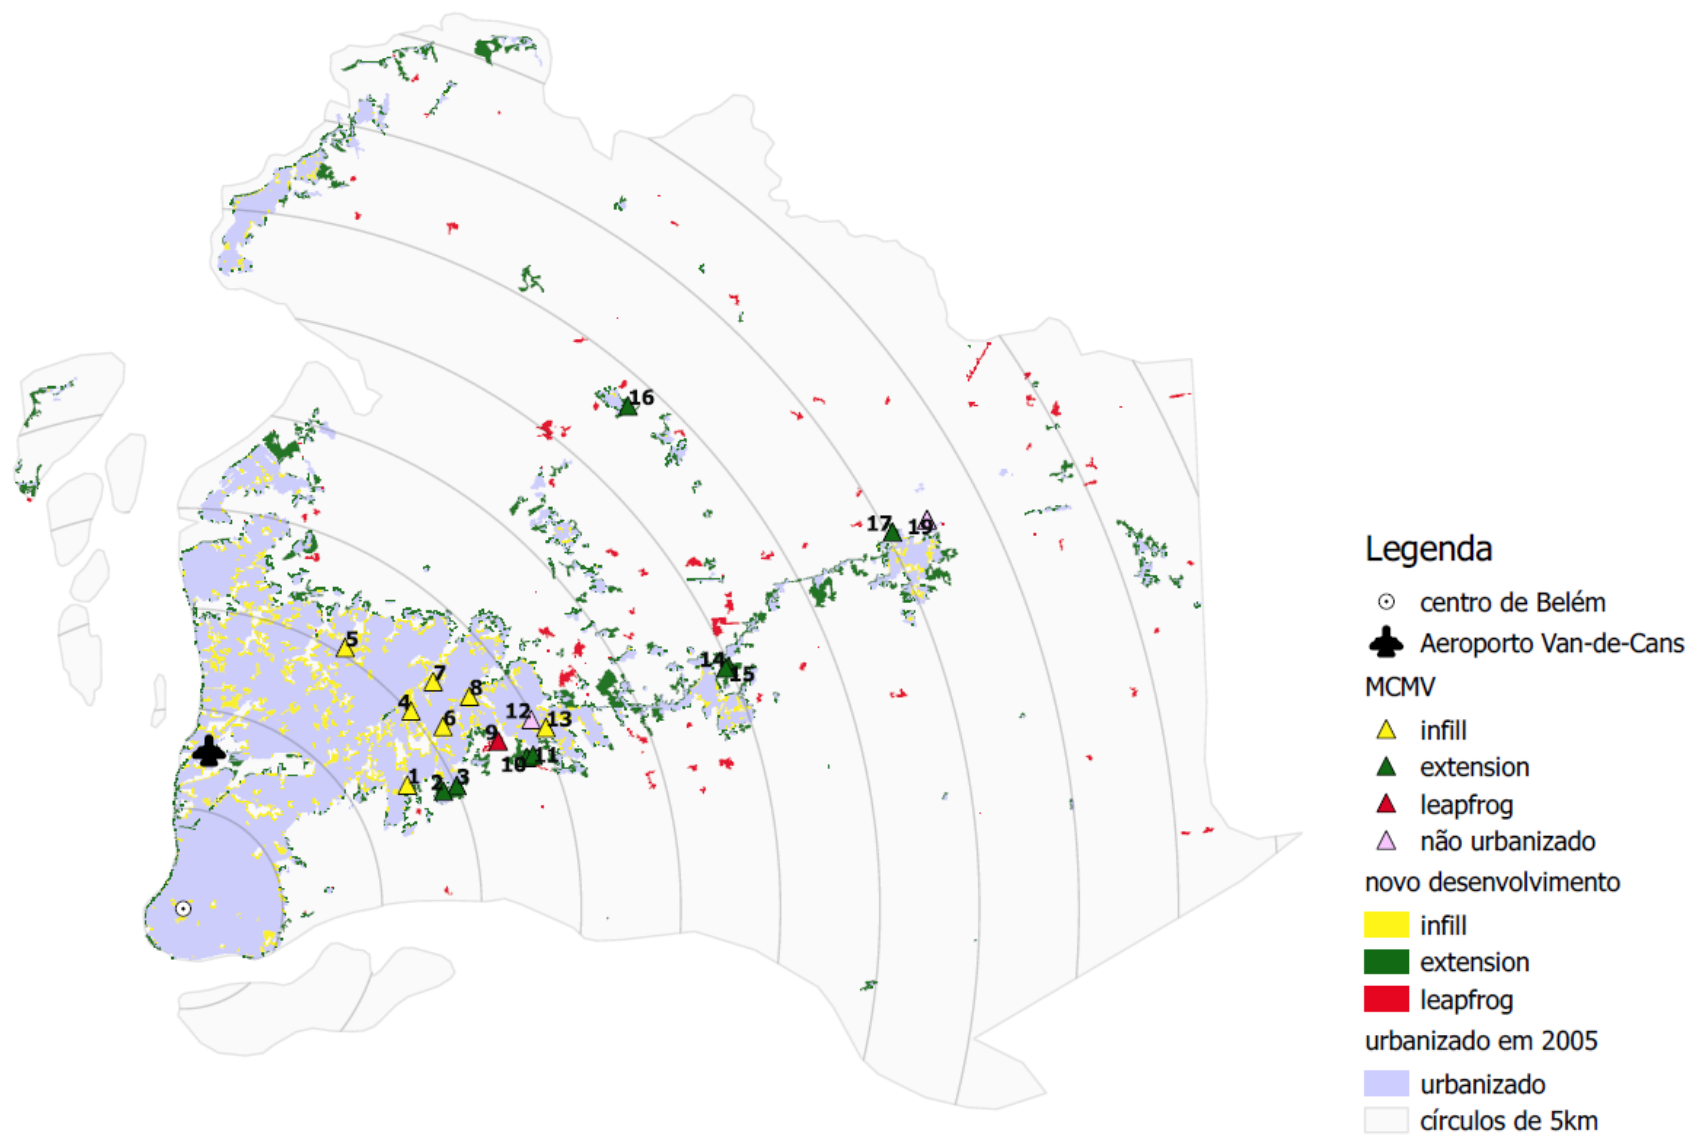 16
17
19
5
14
15
7
8
4
12
13
6
9
10
11
1
2
3
Legenda
centro de Belém
Aeroporto Van-de-Cans
MCMV
infill
extension
leapfrog
não urbanizado
novo desenvolvimento
infill
extension
leapfrog
urbanizado em 2005
urbanizado
círculos de 5km